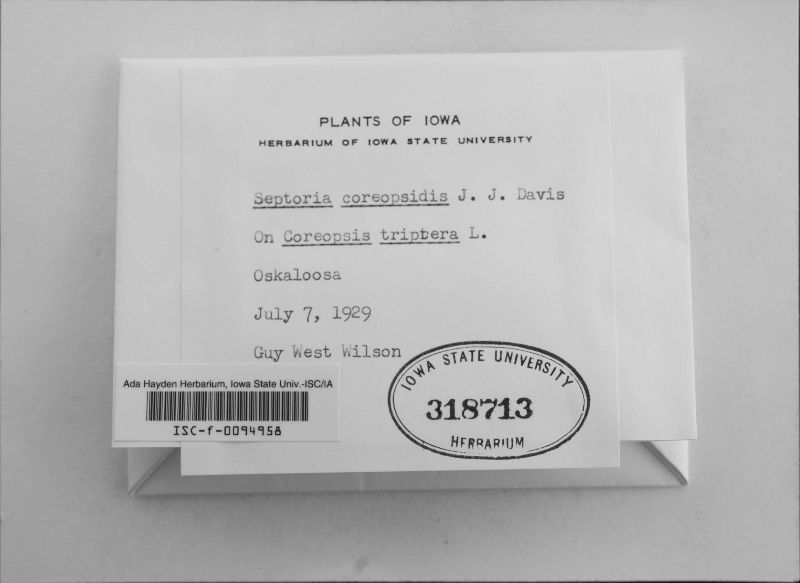 PLANTS OF IOWA
HERBARIUM OF IOWA STATE UNIVERSITY
Septoria coreopsidis J. J. Davis
On Coreopsis triptera L.
Oskaloosa
July 7, 1929
Guy West Wilson
IOWA STATE UNIVERSITY
318713
HERBARIUM
Ada Hayden Herbarium, Iowa State Univ.-ISC/IA
ISC-f-0094958